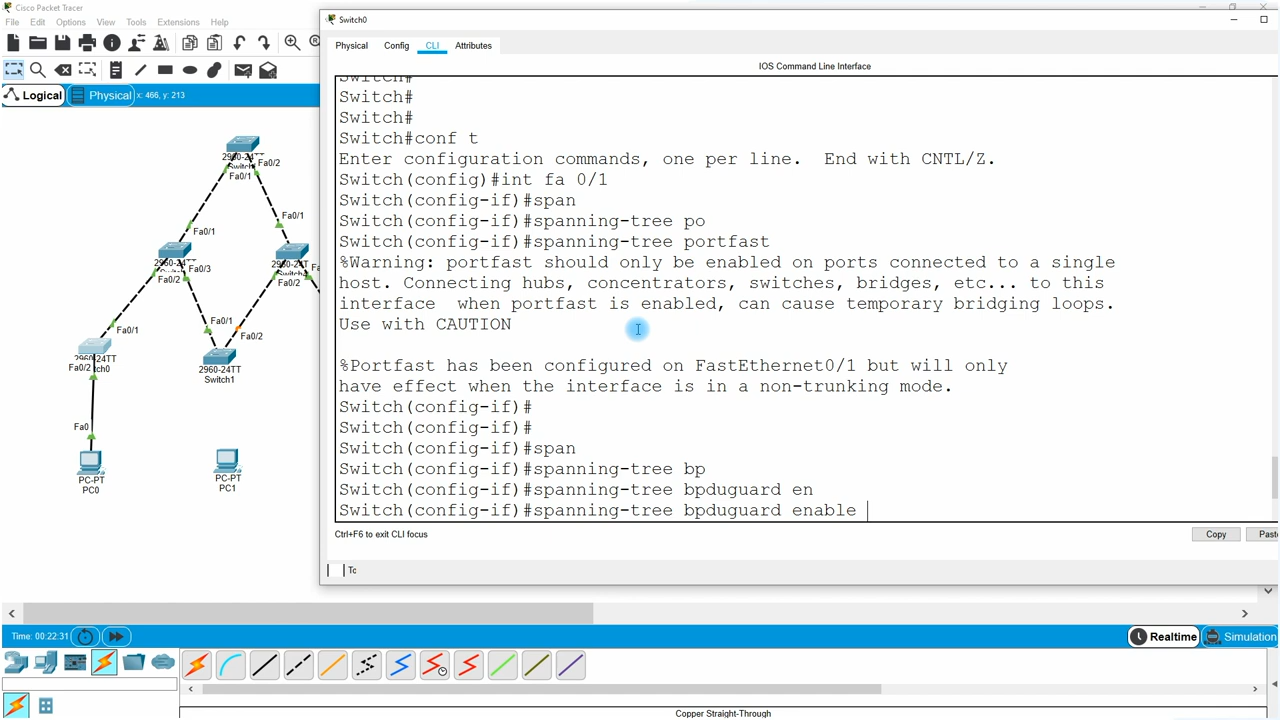 Cisco Packet Tracer
File Edit Options View Tools Extensions Help
Logical Physical x: 466, y: 213
2960-24TT
Fa0/2
Fa0/1
Fa0/1
Fa0/1
Fa0/3
Fa0/2
Fa0/2
Fa0/1
Fa0/1
Fa0/2
Fa0/2
2960-24TT
Switch1
Fa0
PC-PT
PC0
PC-PT
PC1
Switch0
Physical Config CLI Attributes
IOS Command Line Interface
Switch#
Switch#
Switch#
Switch#conf t
Enter configuration commands, one per line.  End with CNTL/Z.
Switch(config)#int fa 0/1
Switch(config-if)#span
Switch(config-if)#spanning-tree po
Switch(config-if)#spanning-tree portfast
%Warning: portfast should only be enabled on ports connected to a single
host. Connecting hubs, concentrators, switches, bridges, etc... to this
interface  when portfast is enabled, can cause temporary bridging loops.
Use with CAUTION
%Portfast has been configured on FastEthernet0/1 but will only
have effect when the interface is in a non-trunking mode.
Switch(config-if)#
Switch(config-if)#
Switch(config-if)#span
Switch(config-if)#spanning-tree bp
Switch(config-if)#spanning-tree bpduguard en
Switch(config-if)#spanning-tree bpduguard enable
Ctrl+F6 to exit CLI focus
Copy Paste
Time: 00:22:31
Realtime Simulation
Copper Straight-Through